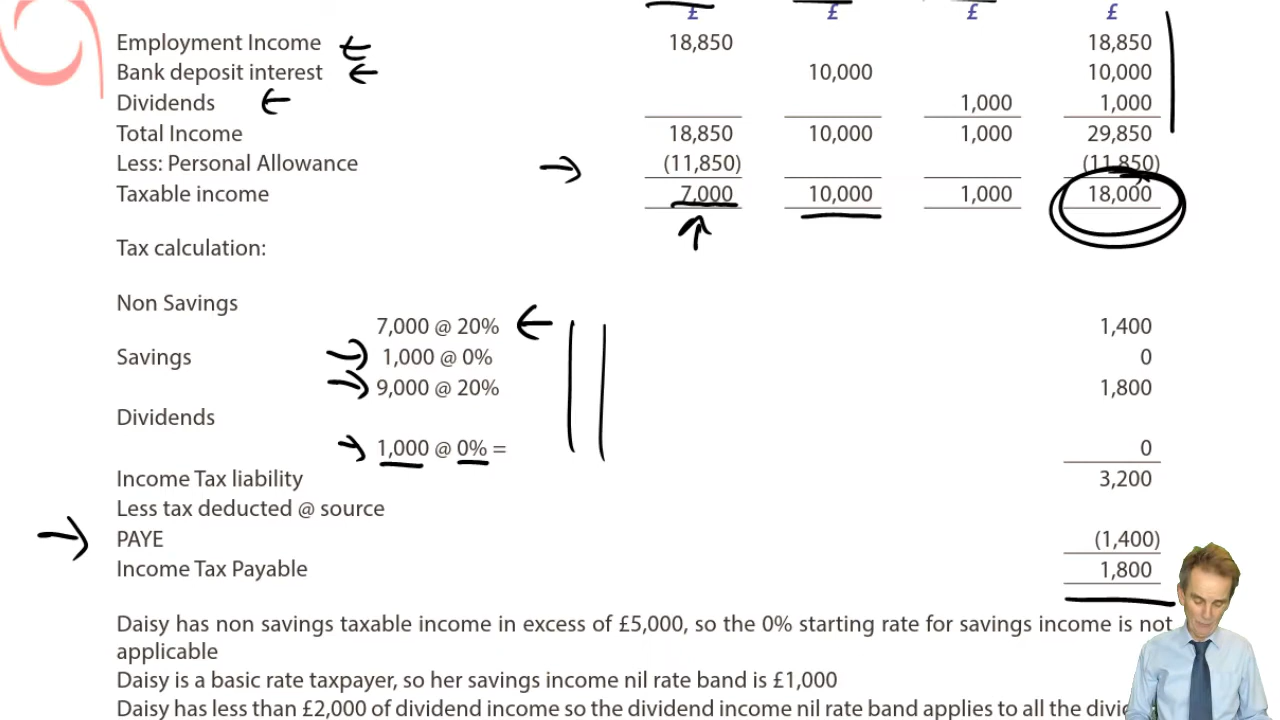 £ £ £ £
Employment Income 18,850 18,850
Bank deposit interest 10,000 10,000
Dividends 1,000 1,000
Total Income 18,850 10,000 1,000 29,850
Less: Personal Allowance (11,850) (11,850)
Taxable income 7,000 10,000 1,000 18,000
Tax calculation:
Non Savings
7,000 @ 20% 1,400
Savings 1,000 @ 0% 0
9,000 @ 20% 1,800
Dividends
1,000 @ 0% = 0
Income Tax liability 3,200
Less tax deducted @ source
PAYE (1,400)
Income Tax Payable 1,800
Daisy has non savings taxable income in excess of £5,000, so the 0% starting rate for savings income is not
applicable
Daisy is a basic rate taxpayer, so her savings income nil rate band is £1,000
Daisy has less than £2,000 of dividend income so the dividend income nil rate band applies to all the